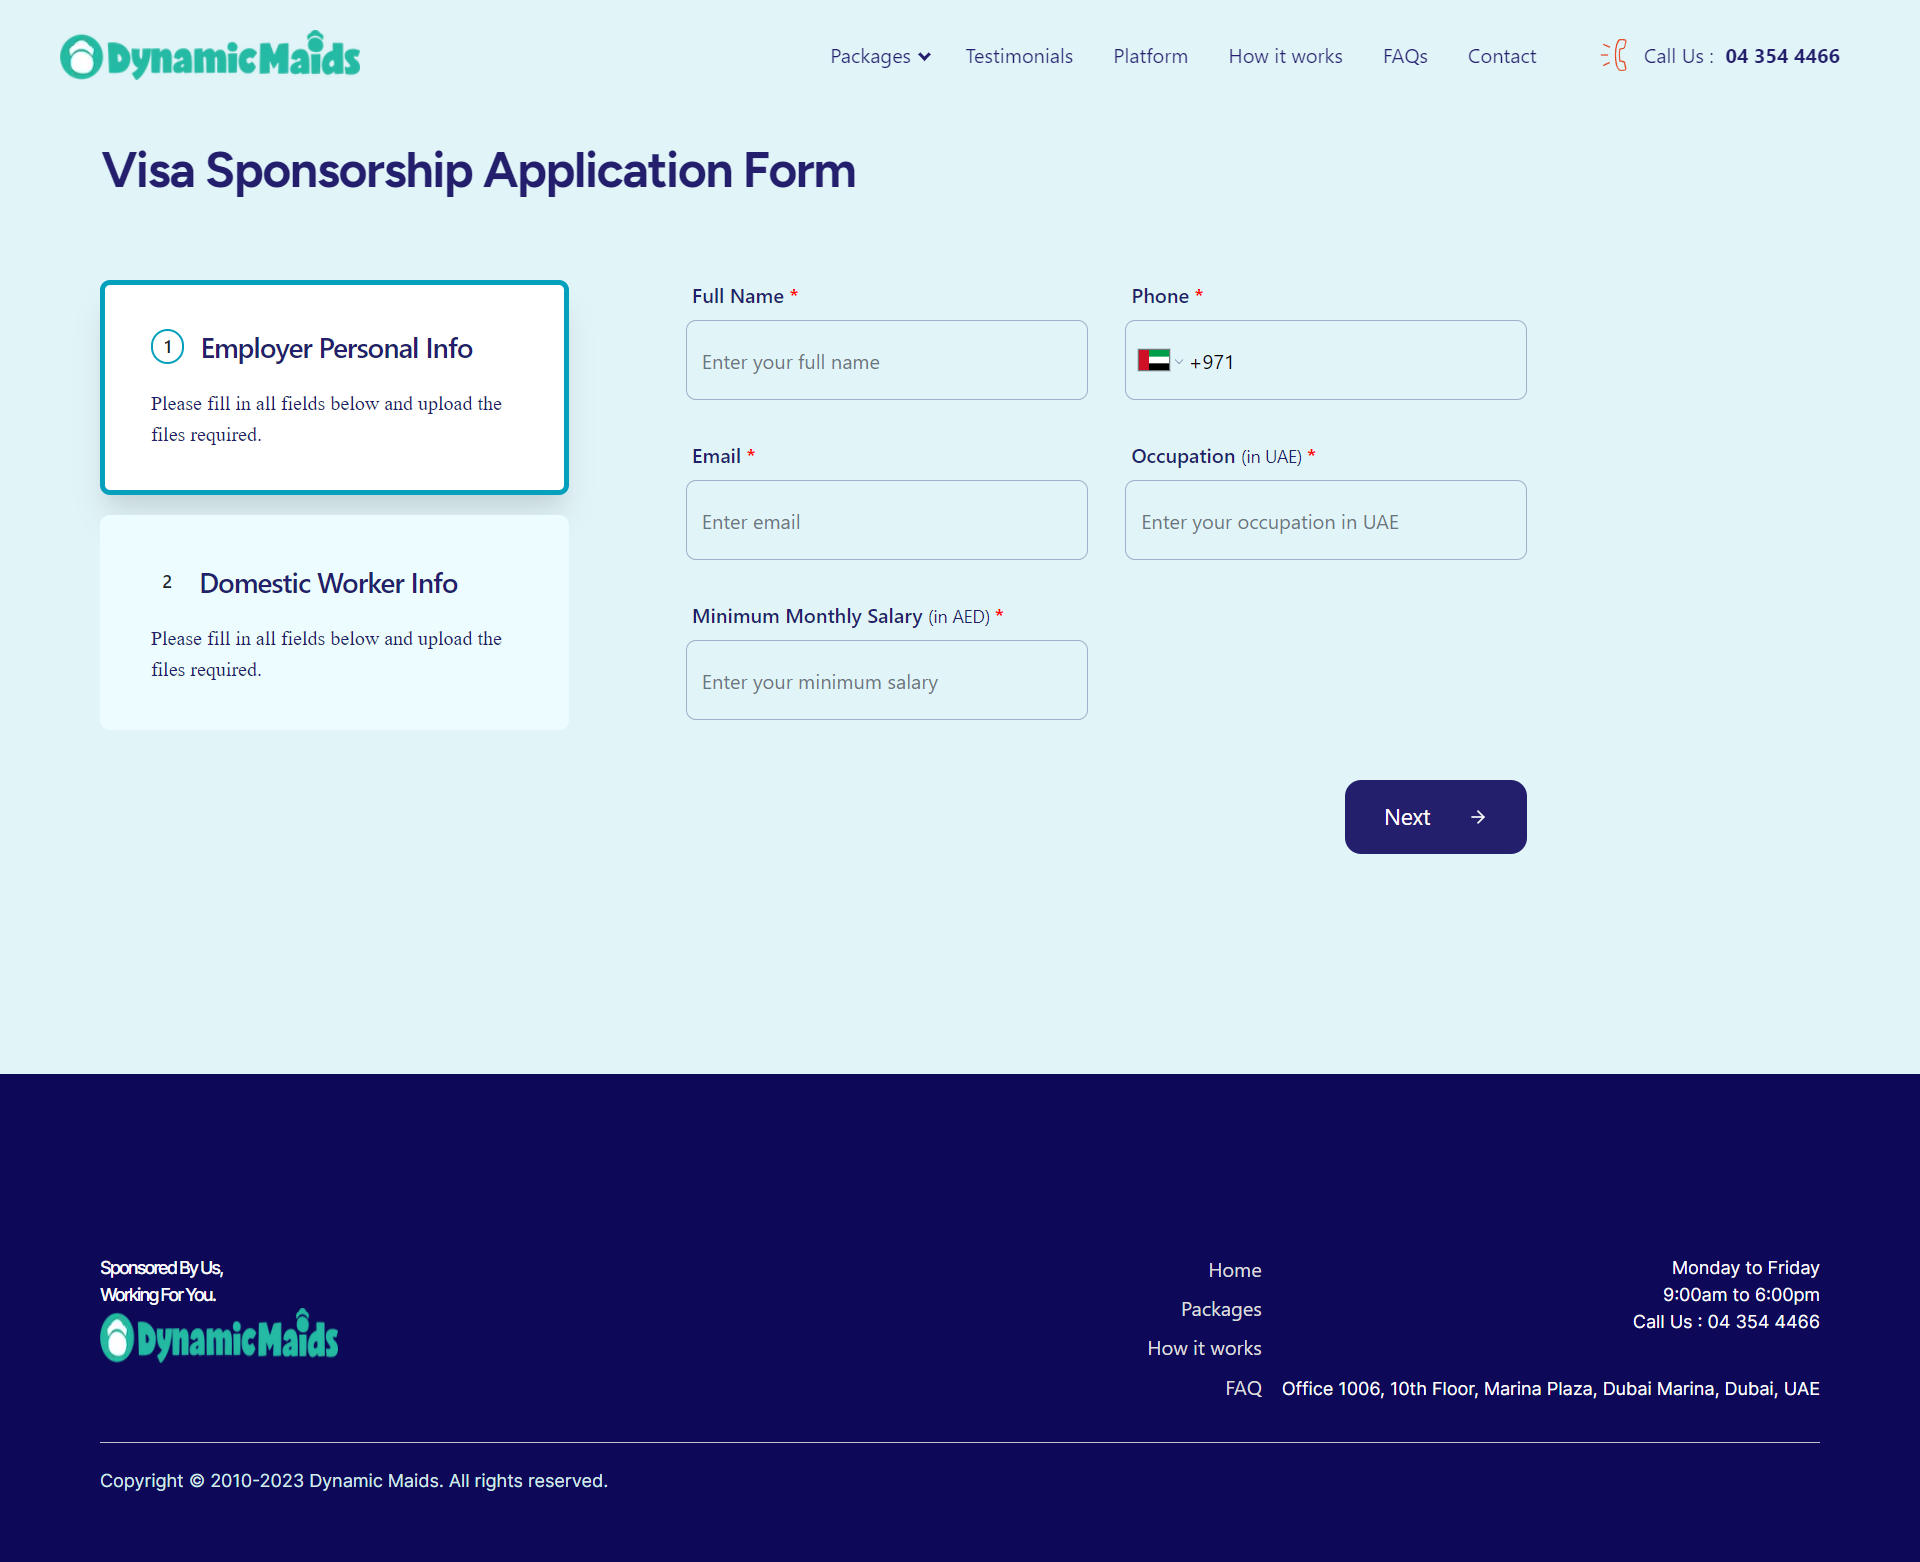 DynamicMaids
Packages Testimonials Platform How it works FAQs Contact Call Us : 04 354 4466
Visa Sponsorship Application Form
1 Employer Personal Info
Please fill in all fields below and upload the
files required.
2 Domestic Worker Info
Please fill in all fields below and upload the
files required.
Full Name *
Enter your full name
Phone *
+971
Email *
Enter email
Occupation (in UAE) *
Enter your occupation in UAE
Minimum Monthly Salary (in AED) *
Enter your minimum salary
Next
Sponsored By Us,
Working For You.
DynamicMaids
Home
Packages
How it works
FAQ
Monday to Friday
9:00am to 6:00pm
Call Us : 04 354 4466
Office 1006, 10th Floor, Marina Plaza, Dubai Marina, Dubai, UAE
Copyright © 2010-2023 Dynamic Maids. All rights reserved.